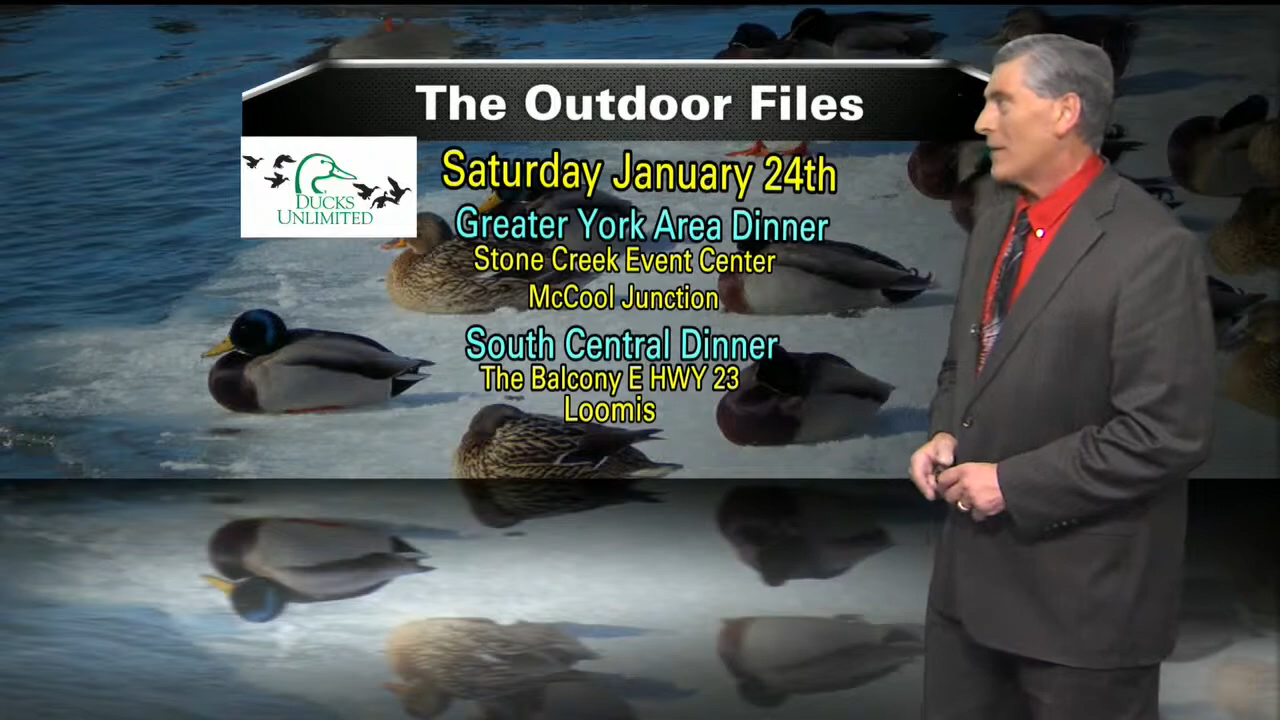 The Outdoor Files
DUCKS
UNLIMITED
Saturday January 24th
Greater York Area Dinner
Stone Creek Event Center
McCool Junction
South Central Dinner
The Balcony E HWY 23
Loomis